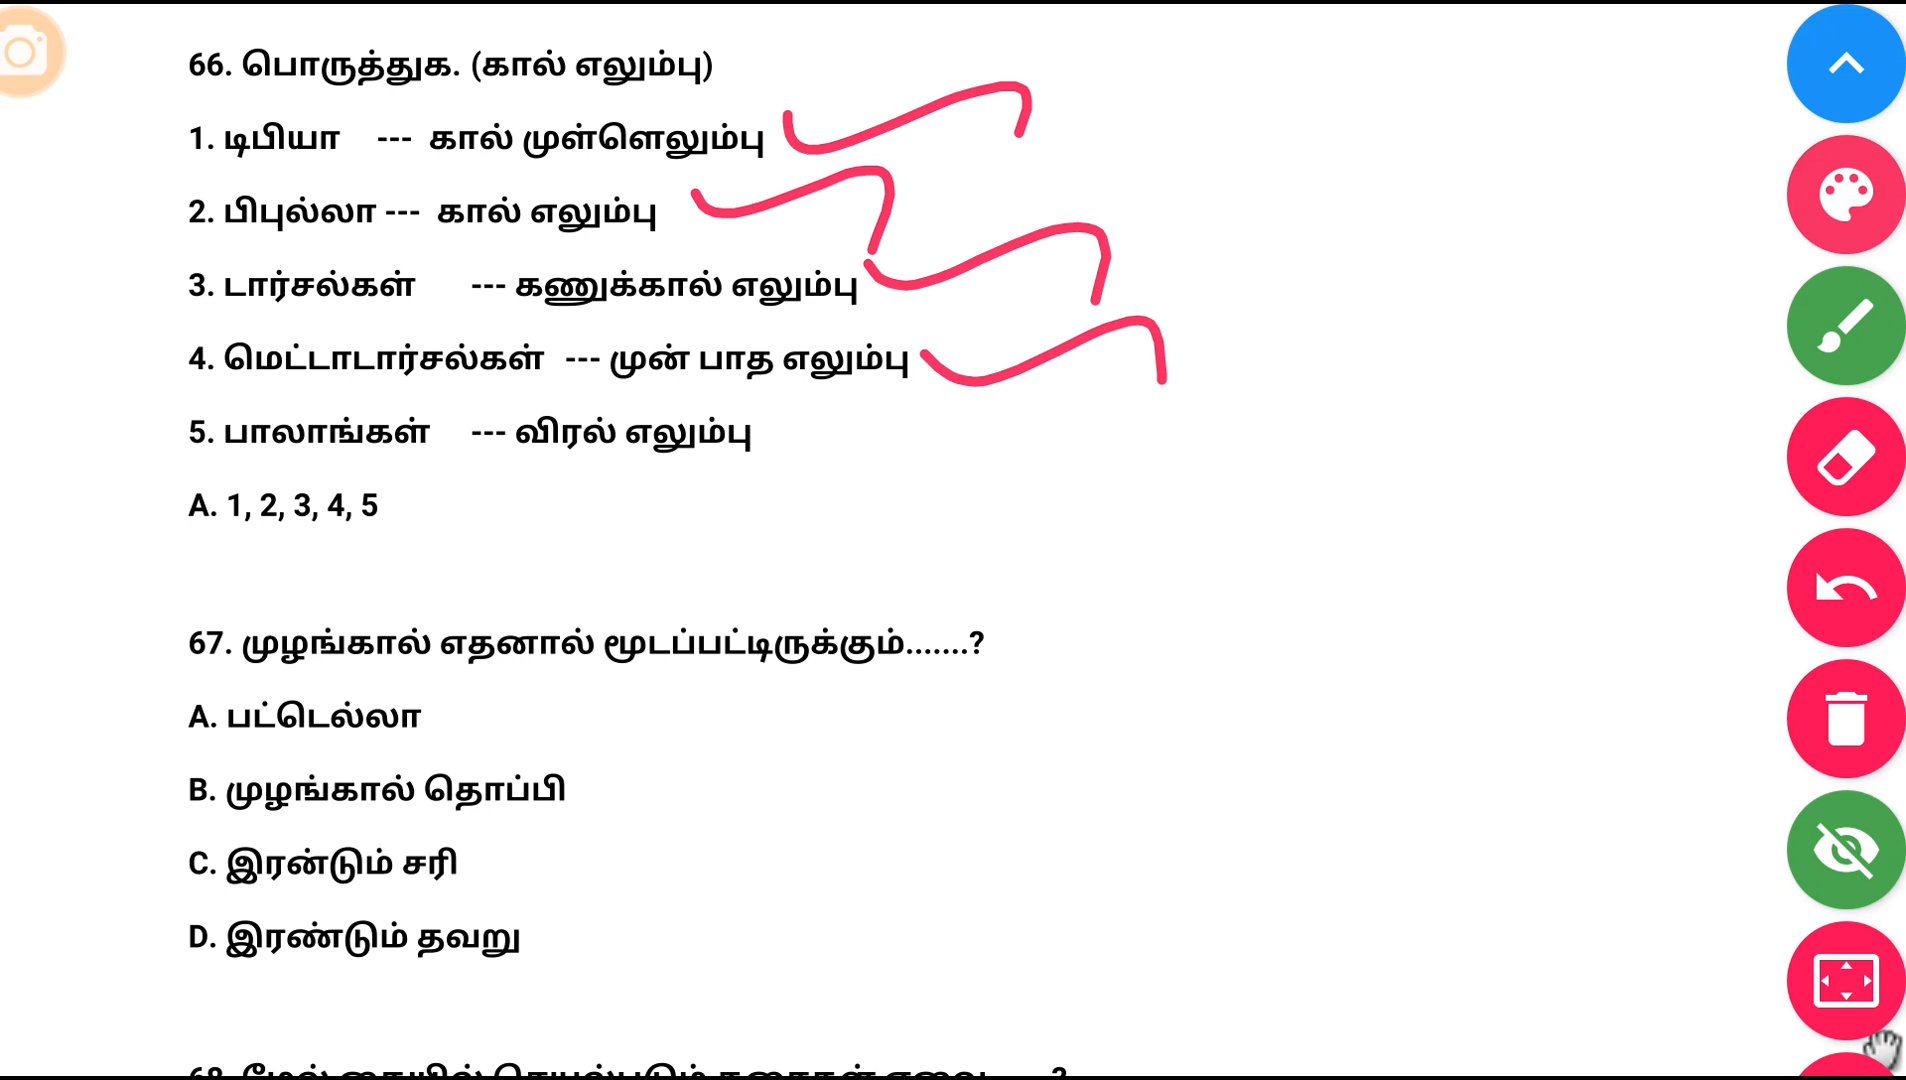 66. பொருத்துக. (கால் எலும்பு)
1. டிபியா --- கால் முள்ளெலும்பு
2. பிபுல்லா --- கால் எலும்பு
3. டார்சல்கள் --- கணுக்கால் எலும்பு
4. மெட்டாடார்சல்கள் --- முன் பாத எலும்பு
5. பாலாங்கள் --- விரல் எலும்பு
A. 1, 2, 3, 4, 5
67. முழங்கால் எதனால் மூடப்பட்டிருக்கும்.......?
A. பட்டெல்லா
B. முழங்கால் தொப்பி
C. இரன்டும் சரி
D. இரண்டும் தவறு